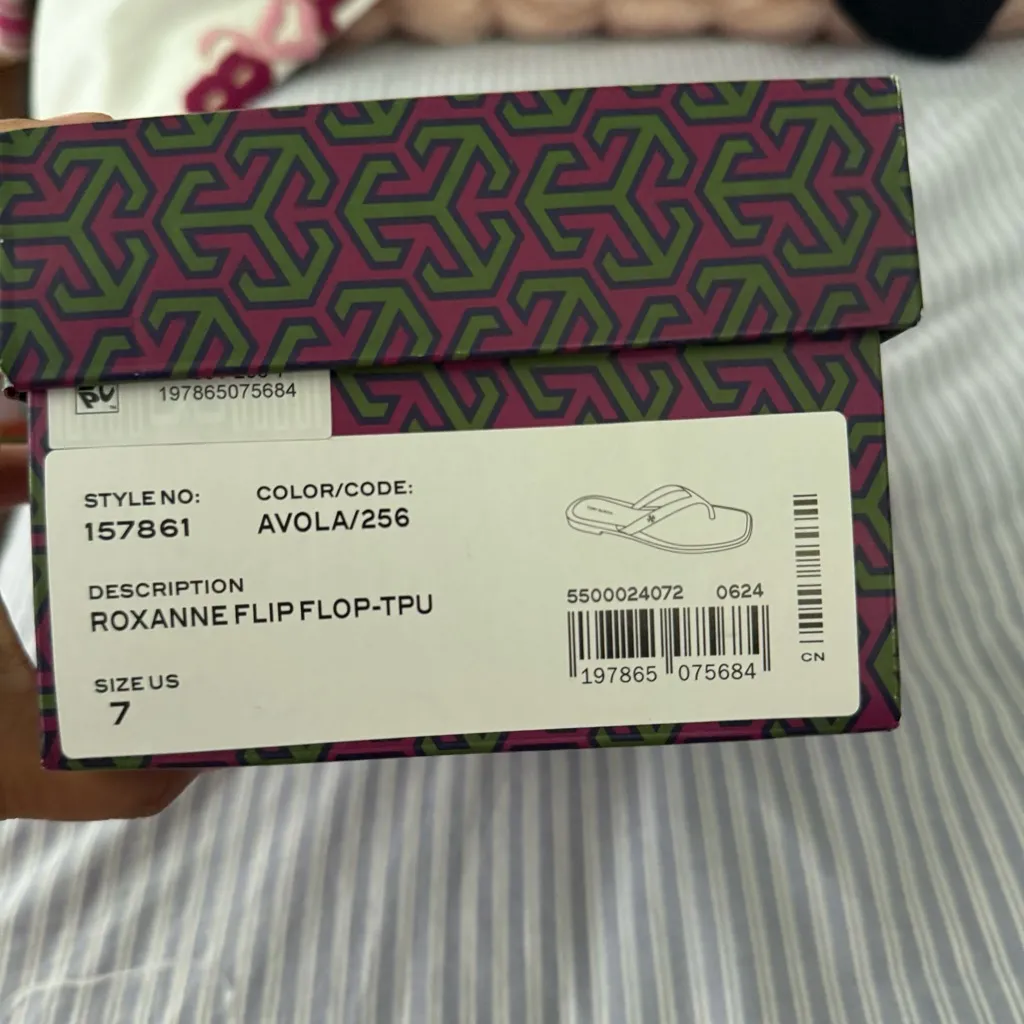 197865075684
STYLE NO:
157861
COLOR/CODE:
AVOLA/256
DESCRIPTION
ROXANNE FLIP FLOP-TPU
SIZE US
7
5500024072 0624
197865 075684
CN